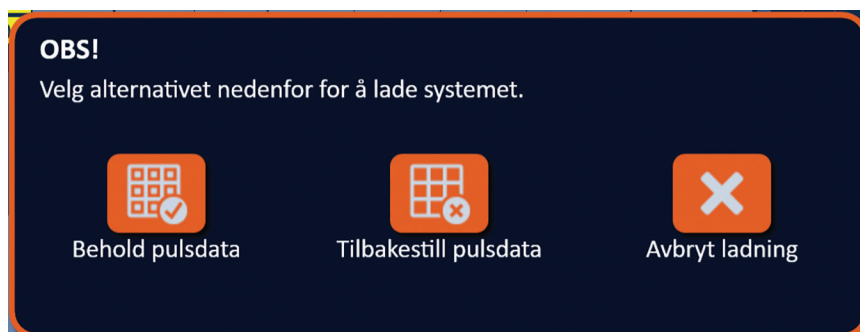 OBS!
Velg alternativet nedenfor for å lade systemet.
Behold pulsdata
Tilbakestill pulsdata
Avbryt ladning